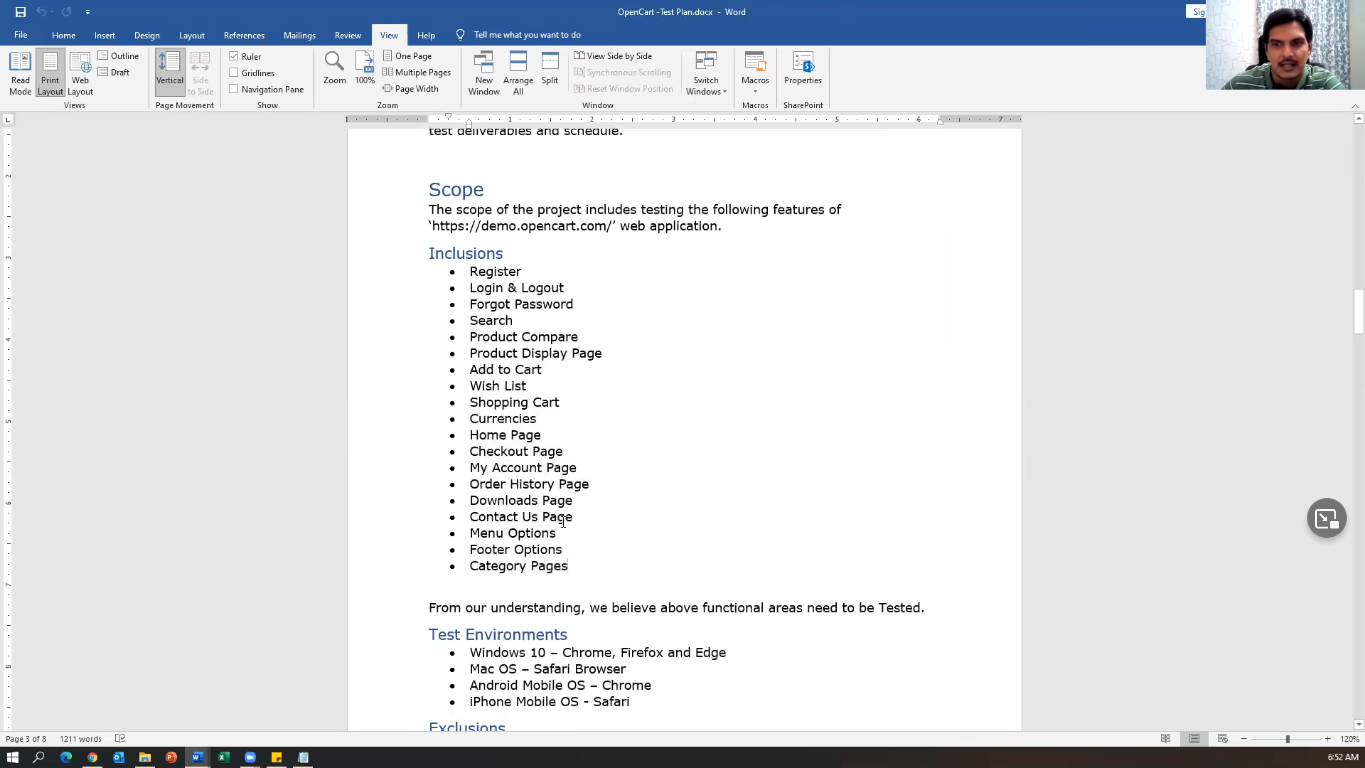 OpenCart -Test Plan.docx - Word
File Home Insert Design Layout References Mailings Review View Help Tell me what you want to do
Read Mode
Print Layout
Web Layout
Outline
Draft
Views
Vertical
Side to Side
Page Movement
Ruler
Gridlines
Navigation Pane
Show
Zoom
100%
One Page
Multiple Pages
Page Width
Zoom
New Window
Arrange All
Split
View Side by Side
Synchronous Scrolling
Reset Window Position
Window
Switch Windows
Macros
Macros
Properties
SharePoint
test deliverables and schedule.
Scope
The scope of the project includes testing the following features of
‘https://demo.opencart.com/’ web application.
Inclusions
• Register
• Login & Logout
• Forgot Password
• Search
• Product Compare
• Product Display Page
• Add to Cart
• Wish List
• Shopping Cart
• Currencies
• Home Page
• Checkout Page
• My Account Page
• Order History Page
• Downloads Page
• Contact Us Page
• Menu Options
• Footer Options
• Category Pages
From our understanding, we believe above functional areas need to be Tested.
Test Environments
• Windows 10 – Chrome, Firefox and Edge
• Mac OS – Safari Browser
• Android Mobile OS – Chrome
• iPhone Mobile OS - Safari
Exclusions
Page 3 of 8 1211 words
120%
6:52 AM